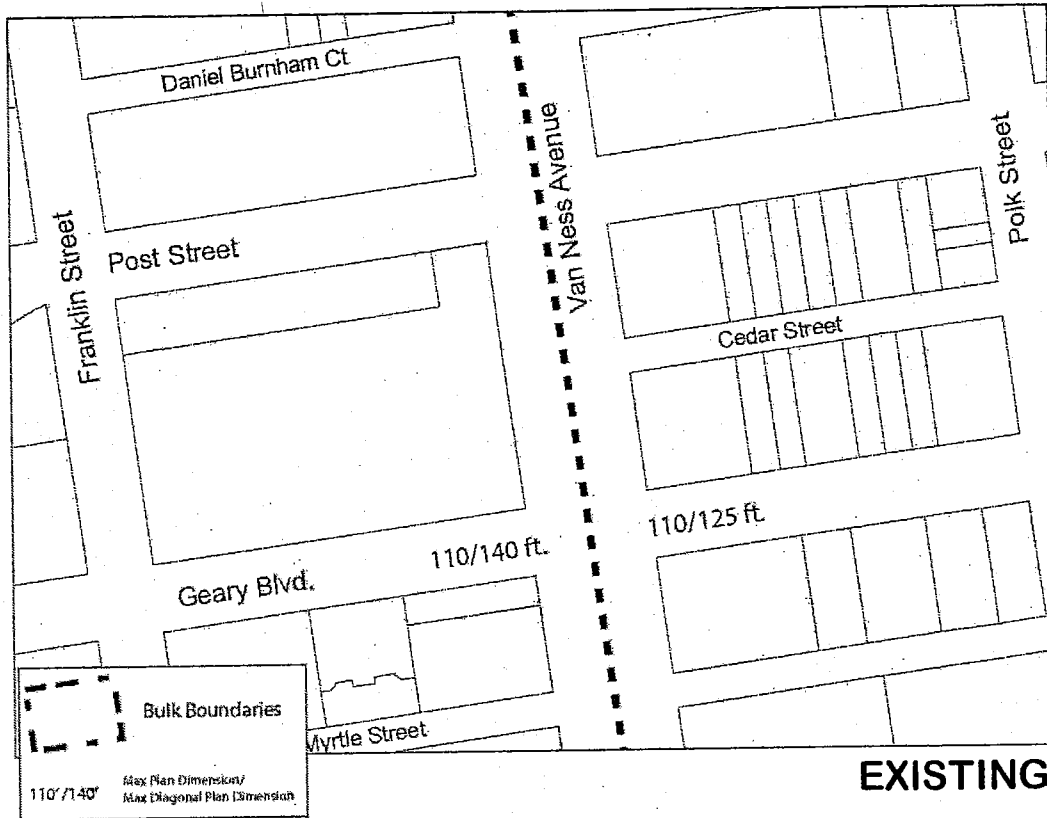 Daniel Burnham Ct
Van Ness Avenue
Polk Street
Franklin Street
Post Street
Cedar Street
110/125 ft.
110/140 ft.
Geary Blvd.
Bulk Boundaries
Myrtle Street
110'/140'
Max Plan Dimension/
Max Diagonal Plan Dimension
EXISTING